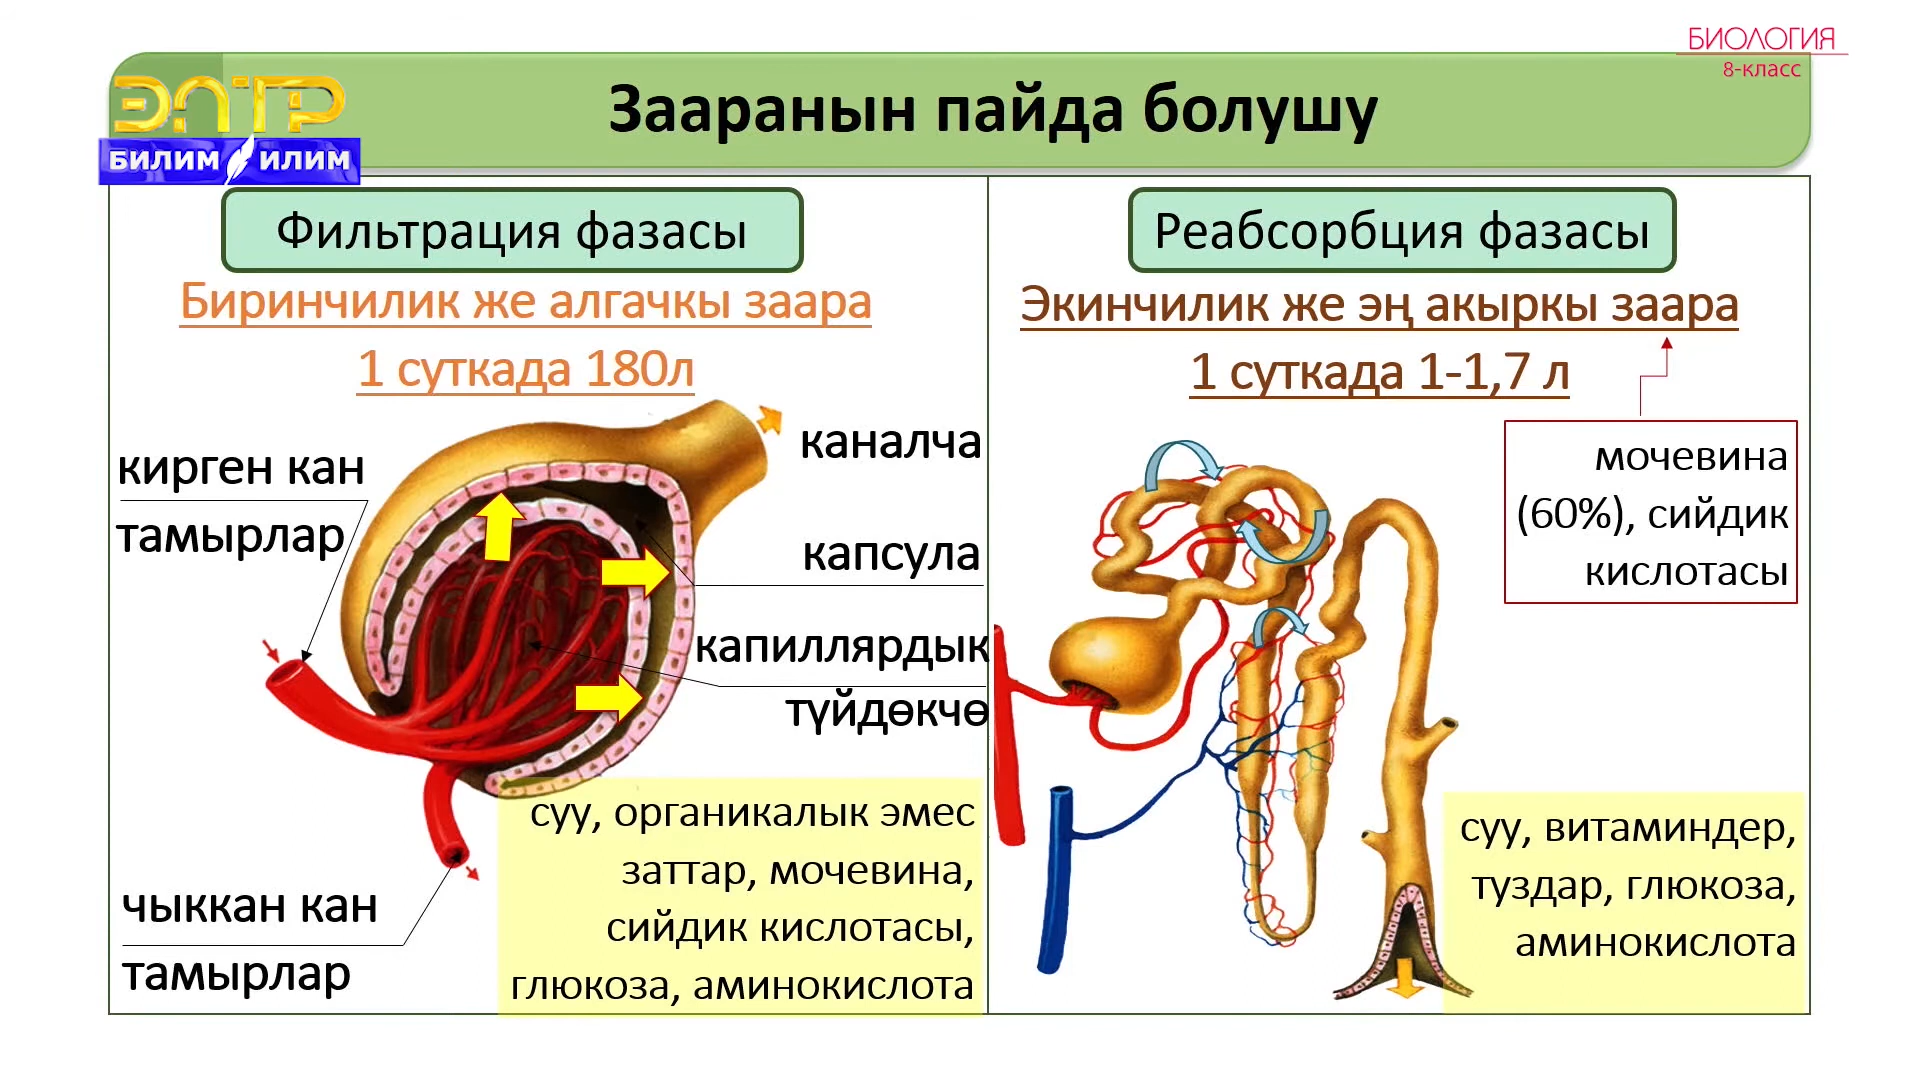 БИОЛОГИЯ
8-класс
ЭЛТР
БИЛИМ ИЛИМ
Заaранын пайда болушу
Фильтрация фазасы
Биринчилик же алгачкы заара
1 суткада 180л
кирген кан
тамырлар
каналча
капсула
капиллярдык
түйдөкчө
чыккан кан
тамырлар
суу, органикалык эмес
заттар, мочевина,
сийдик кислотасы,
глюкоза, аминокислота
Реабсорбция фазасы
Экинчилик же эң акыркы заара
1 суткада 1-1,7 л
мочевина
(60%), сийдик
кислотасы
суу, витаминдер,
туздар, глюкоза,
аминокислота